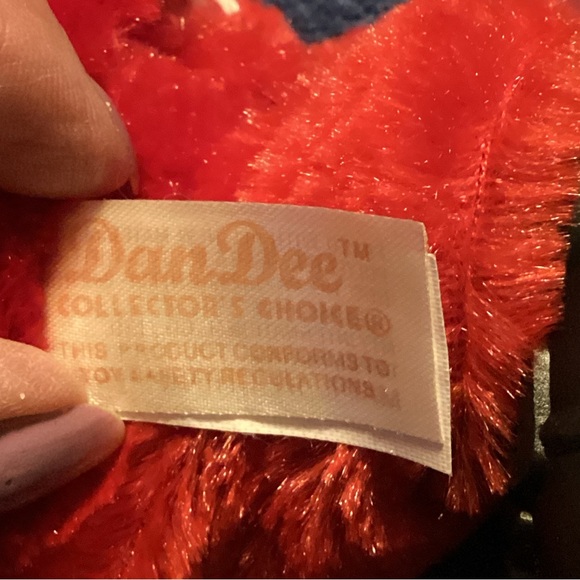 DanDee™
COLLECTOR'S CHOICE®
THIS PRODUCT CONFORMS TO
TOY SAFETY REGULATIONS